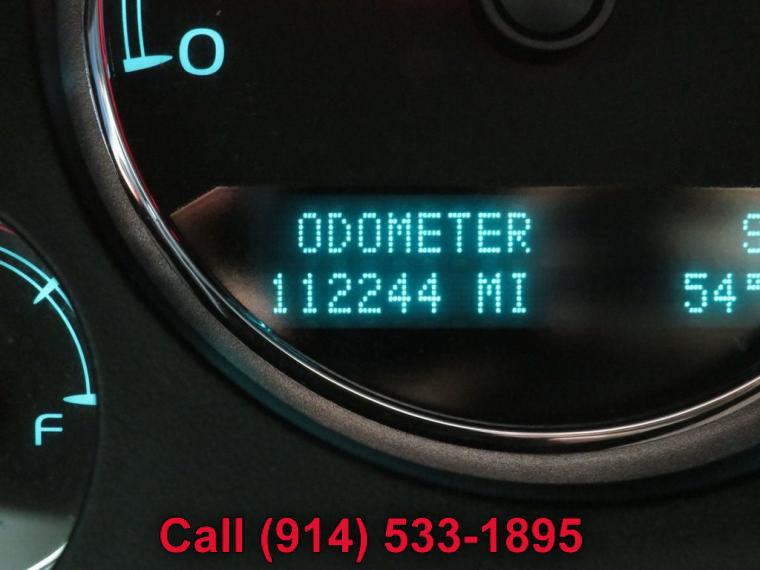 0
ODOMETER
112244 MI 54°
F
Call (914) 533-1895